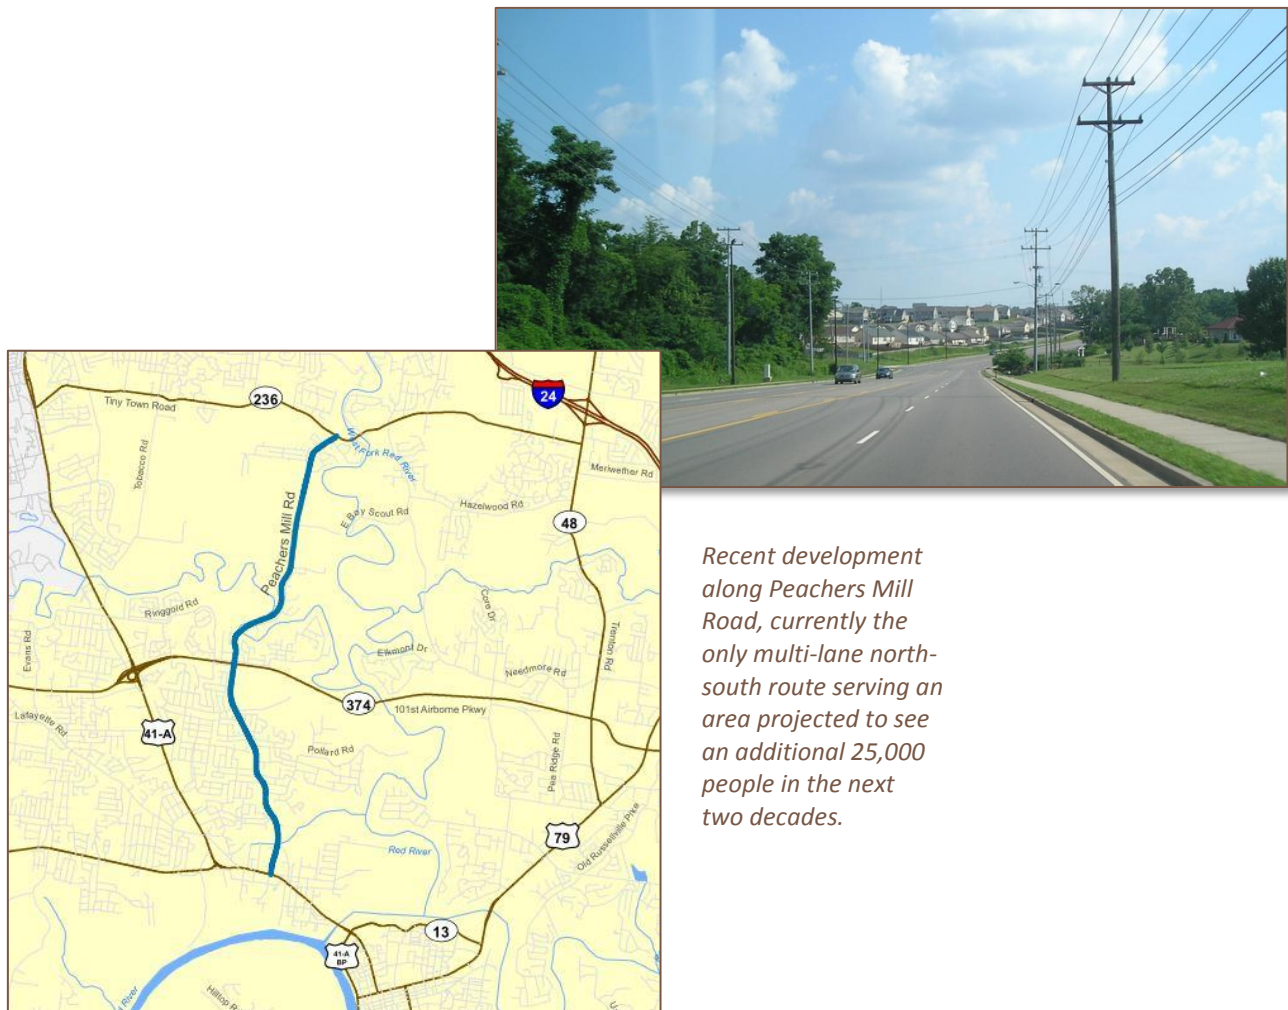 24
236
Tiny Town Road
Tobacco Rd
West Fork Red River
Meriwether Rd
Hazelwood Rd
E Boy Scout Rd
48
Peachers Mill Rd
Recent development
along Peachers Mill
Road, currently the
only multi-lane north-
south route serving an
area projected to see
an additional 25,000
people in the next
two decades.
Ringgold Rd
Evans Rd
Core Dr
Trenton Rd
Elkmont Dr
Needmore Rd
374
101st Airborne Pkwy
Lafayette Rd
41-A
Pollard Rd
Pea Ridge Rd
79
Old Russellville Pike
Red River
13
41-A
BP
River
Hilltop